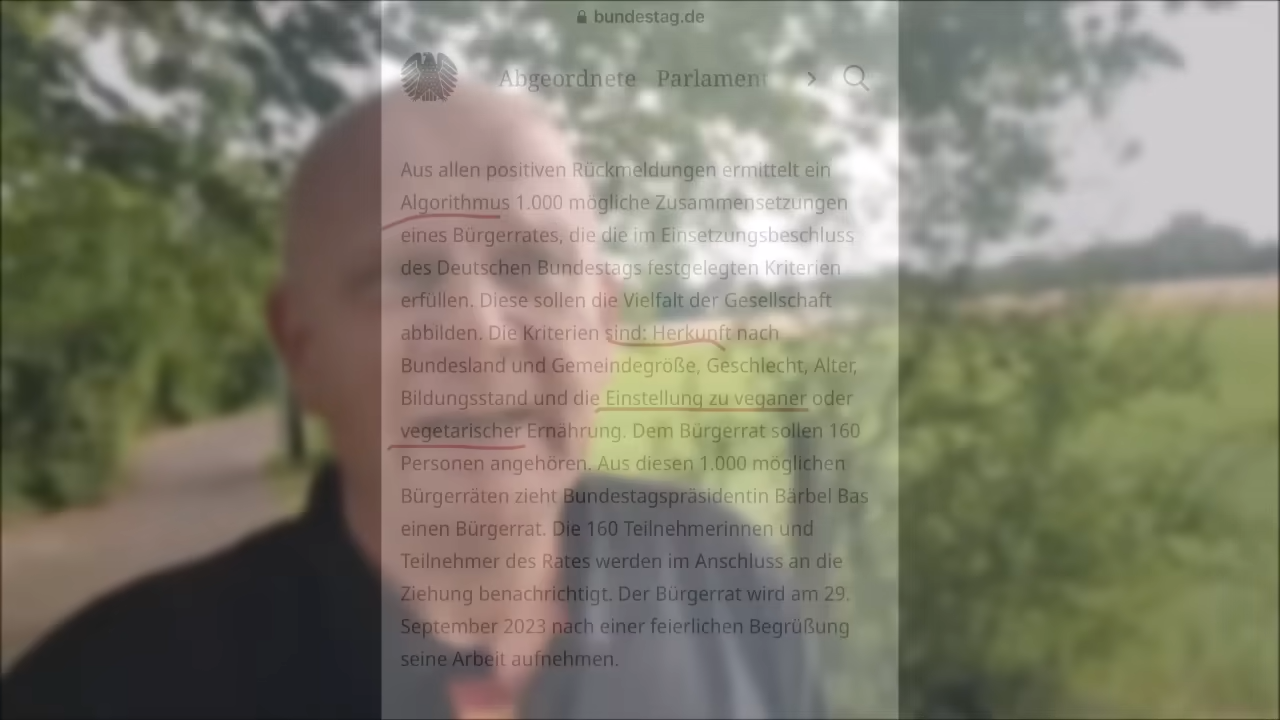 bundestag.de
Abgeordnete Parlament
Aus allen positiven Rückmeldungen ermittelt ein
Algorithmus 1.000 mögliche Zusammensetzungen
eines Bürgerrates, die die im Einsetzungsbeschluss
des Deutschen Bundestags festgelegten Kriterien
erfüllen. Diese sollen die Vielfalt der Gesellschaft
abbilden. Die Kriterien sind: Herkunft nach
Bundesland und Gemeindegröße, Geschlecht, Alter,
Bildungsstand und die Einstellung zu veganer oder
vegetarischer Ernährung. Dem Bürgerrat sollen 160
Personen angehören. Aus diesen 1.000 möglichen
Bürgerräten zieht Bundestagspräsidentin Bärbel Bas
einen Bürgerrat. Die 160 Teilnehmerinnen und
Teilnehmer des Rates werden im Anschluss an die
Ziehung benachrichtigt. Der Bürgerrat wird am 29.
September 2023 nach einer feierlichen Begrüßung
seine Arbeit aufnehmen.